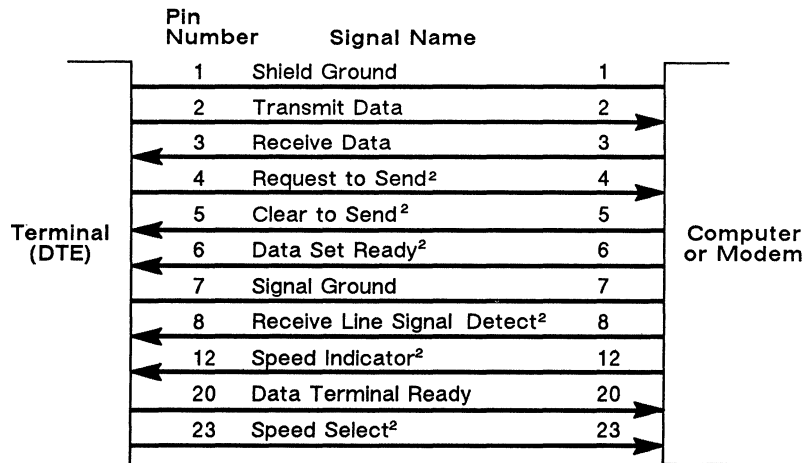 Pin
Number Signal Name
1 Shield Ground 1
2 Transmit Data 2
3 Receive Data 3
4 Request to Send² 4
5 Clear to Send² 5
Terminal
(DTE)
Computer
or Modem
6 Data Set Ready² 6
7 Signal Ground 7
8 Receive Line Signal Detect² 8
12 Speed Indicator² 12
20 Data Terminal Ready 20
23 Speed Select² 23